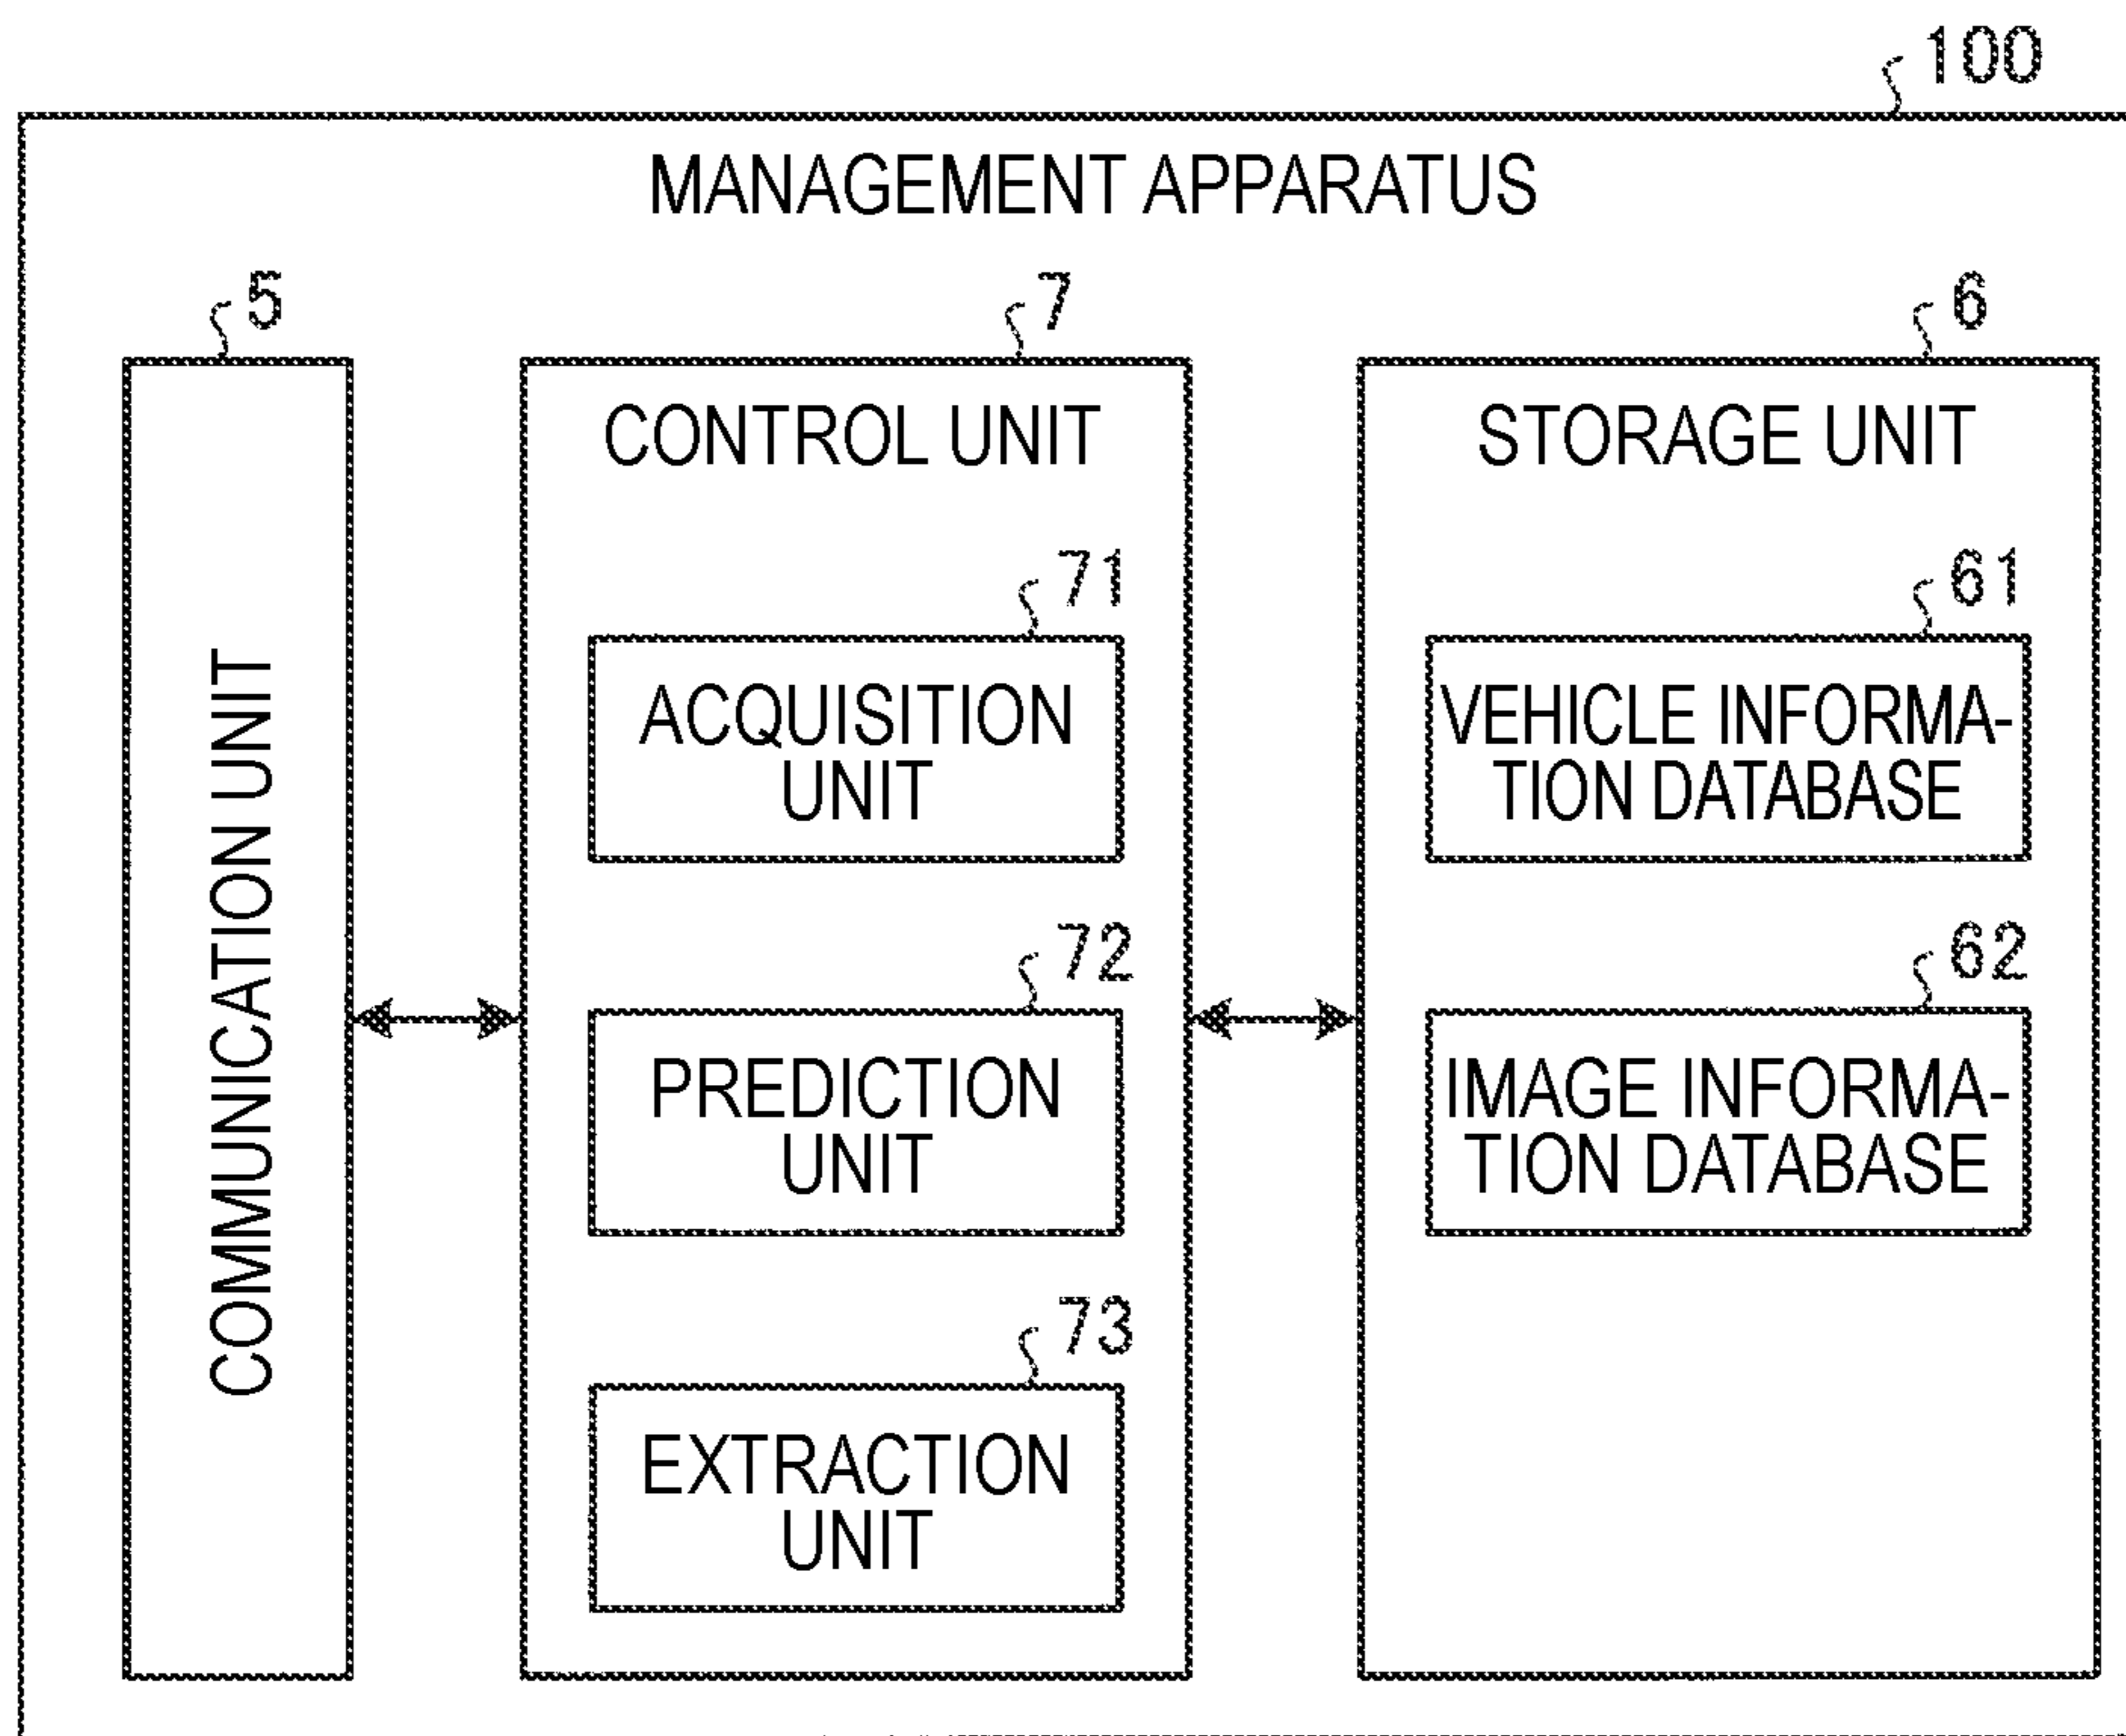 100
MANAGEMENT APPARATUS
5
COMMUNICATION UNIT
7
CONTROL UNIT
71
ACQUISITION
UNIT
72
PREDICTION
UNIT
73
EXTRACTION
UNIT
6
STORAGE UNIT
61
VEHICLE INFORMA-
TION DATABASE
62
IMAGE INFORMA-
TION DATABASE